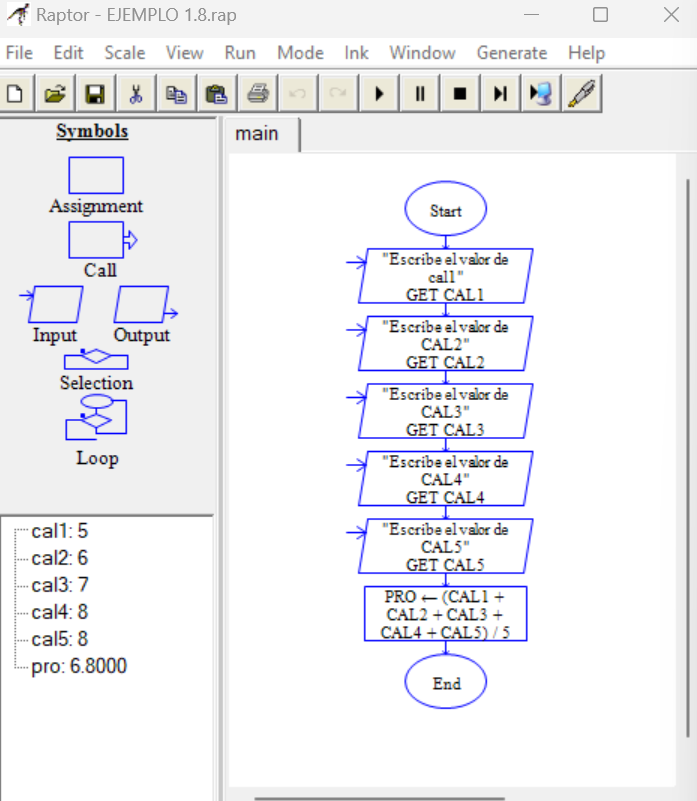 Raptor - EJEMPLO 1.8.rap
File Edit Scale View Run Mode Ink Window Generate Help
Symbols
Assignment
Call
Input Output
Selection
Loop
cal1: 5
cal2: 6
cal3: 7
cal4: 8
cal5: 8
pro: 6.8000
main
Start
"Escribe el valor de
cal1"
GET CAL1
"Escribe el valor de
CAL2"
GET CAL2
"Escribe el valor de
CAL3"
GET CAL3
"Escribe el valor de
CAL4"
GET CAL4
"Escribe el valor de
CAL5"
GET CAL5
PRO ← (CAL1 +
CAL2 + CAL3 +
CAL4 + CAL5) / 5
End